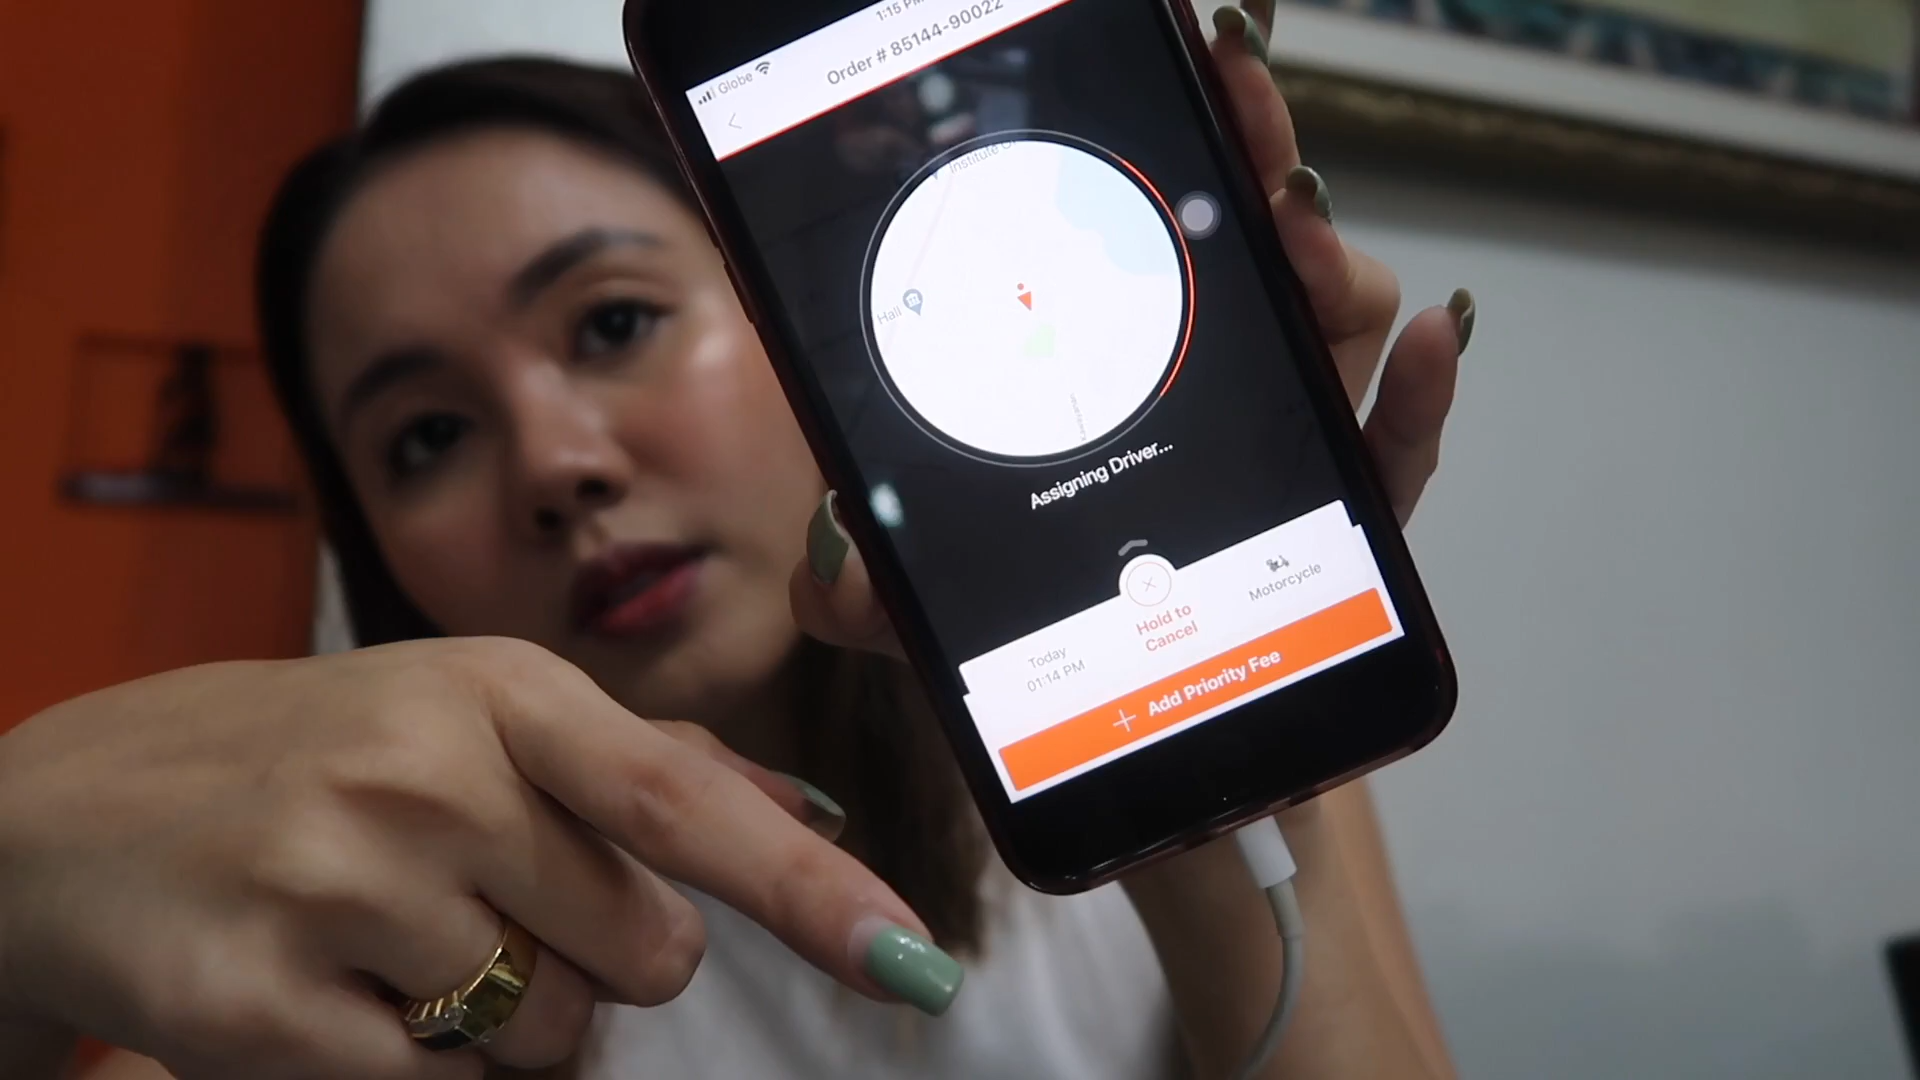 1:15 PM
Globe
Order # 85144-90022
Institute O
Hall
Assigning Driver...
Motorcycle
Hold to
Cancel
Today
01:14 PM
Add Priority Fee